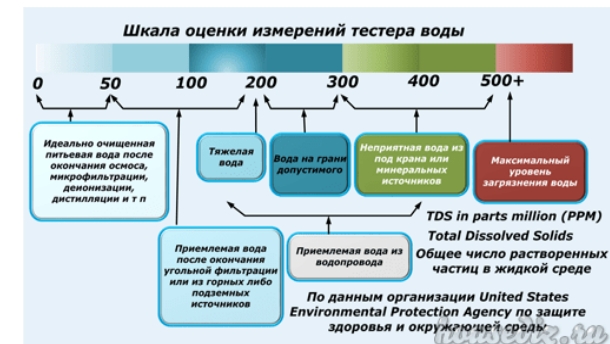 Шкала оценки измерений тестера воды
0 50 100 200 300 400 500+
Идеально очищенная
питьевая вода после
окончания осмоса,
микрофильтрации,
деионизации,
дистилляции и т п
Тяжелая
вода
Вода на грани
допустимого
Неприятная вода из
под крана или
минеральных
источников
Максимальный
уровень
загрязнения воды
Приемлемая вода
после окончания
угольной фильтрации
или из горных либо
подземных
источников
Приемлемая вода из
водопровода
TDS in parts million (PPM)
Total Dissolved Solids
Общее число растворенных
частиц в жидкой среде
По данным организации United States
Environmental Protection Agency по защите
здоровья и окружающей среды
housediz.ru